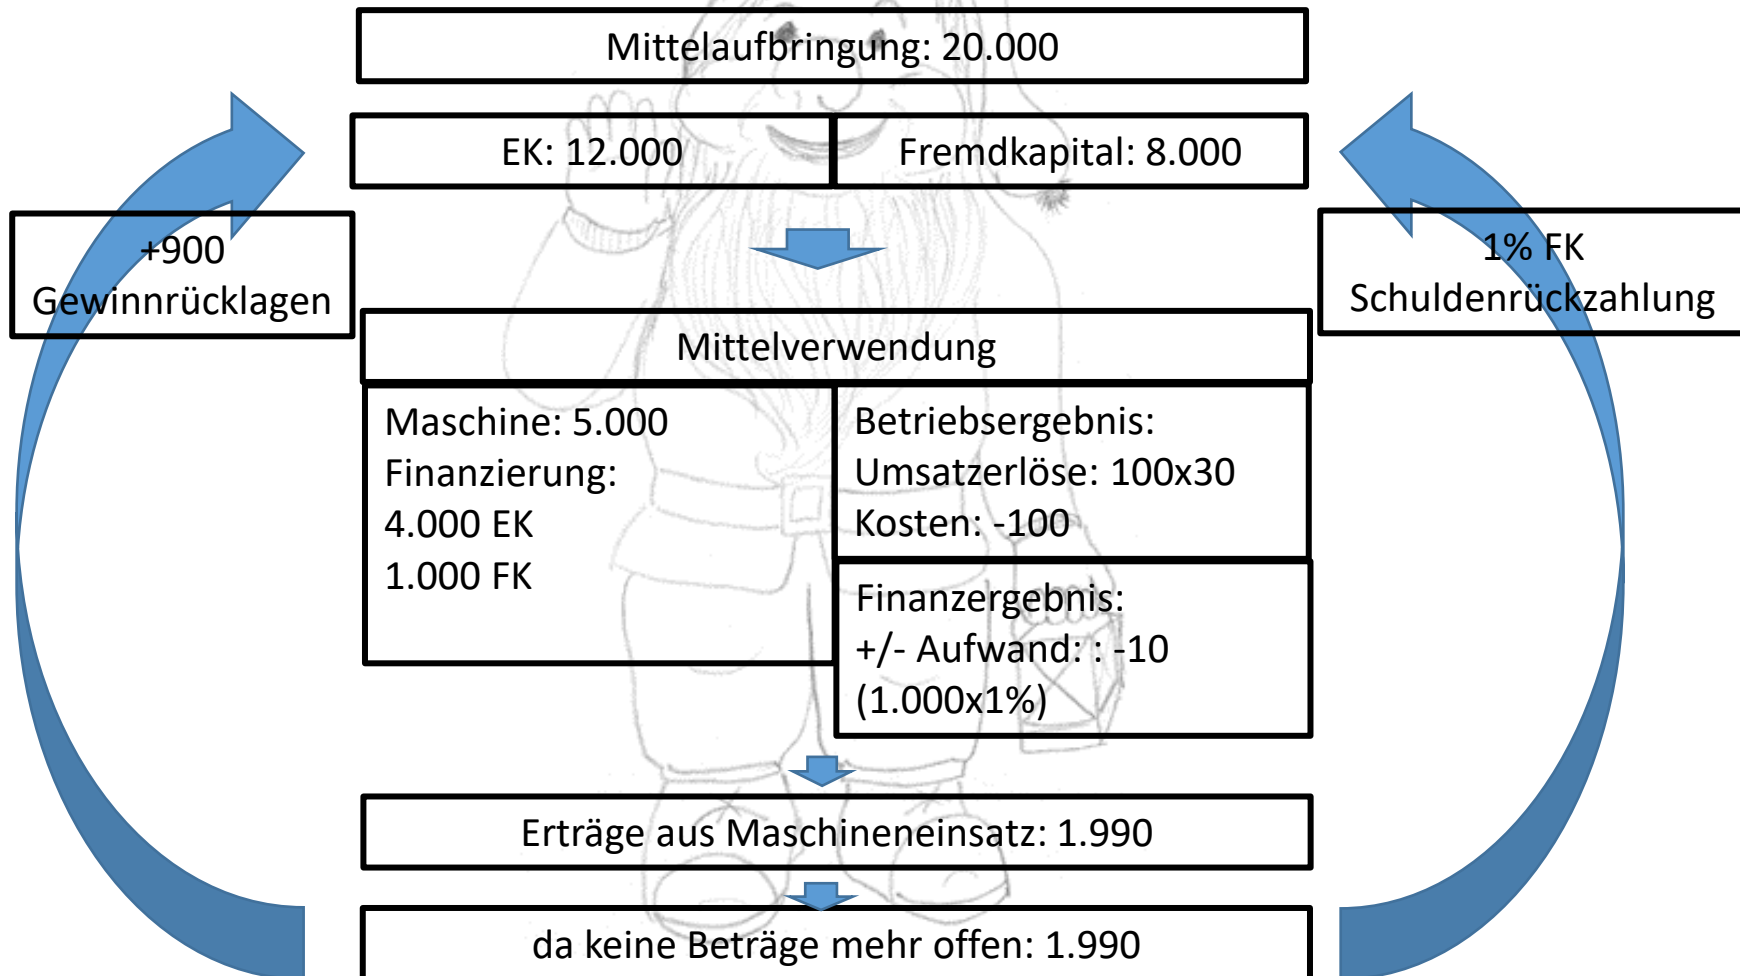 Mittelaufbringung: 20.000
EK: 12.000
Fremdkapital: 8.000
+900
Gewinnrücklagen
1% FK
Schuldenrückzahlung
Mittelverwendung
Maschine: 5.000
Finanzierung:
4.000 EK
1.000 FK
Betriebsergebnis:
Umsatzerlöse: 100x30
Kosten: -100
Finanzergebnis:
+/- Aufwand: : -10
(1.000x1%)
Erträge aus Maschineneinsatz: 1.990
da keine Beträge mehr offen: 1.990